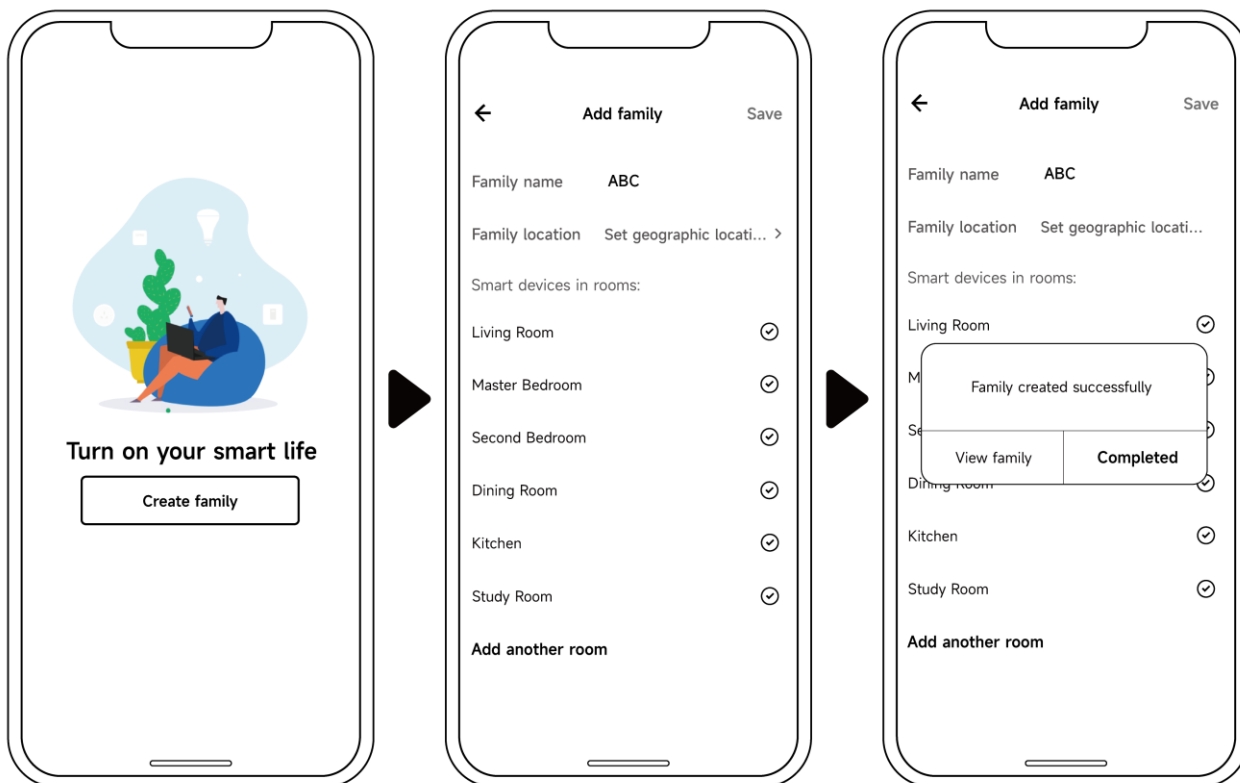 Turn on your smart life
Create family
Add family Save
Family name ABC
Family location Set geographic locati... >
Smart devices in rooms:
Living Room
Master Bedroom
Second Bedroom
Dining Room
Kitchen
Study Room
Add another room
Add family Save
Family name ABC
Family location Set geographic locati...
Smart devices in rooms:
Living Room
M
Family created successfully
Se
View family Completed
Dining Room
Kitchen
Study Room
Add another room